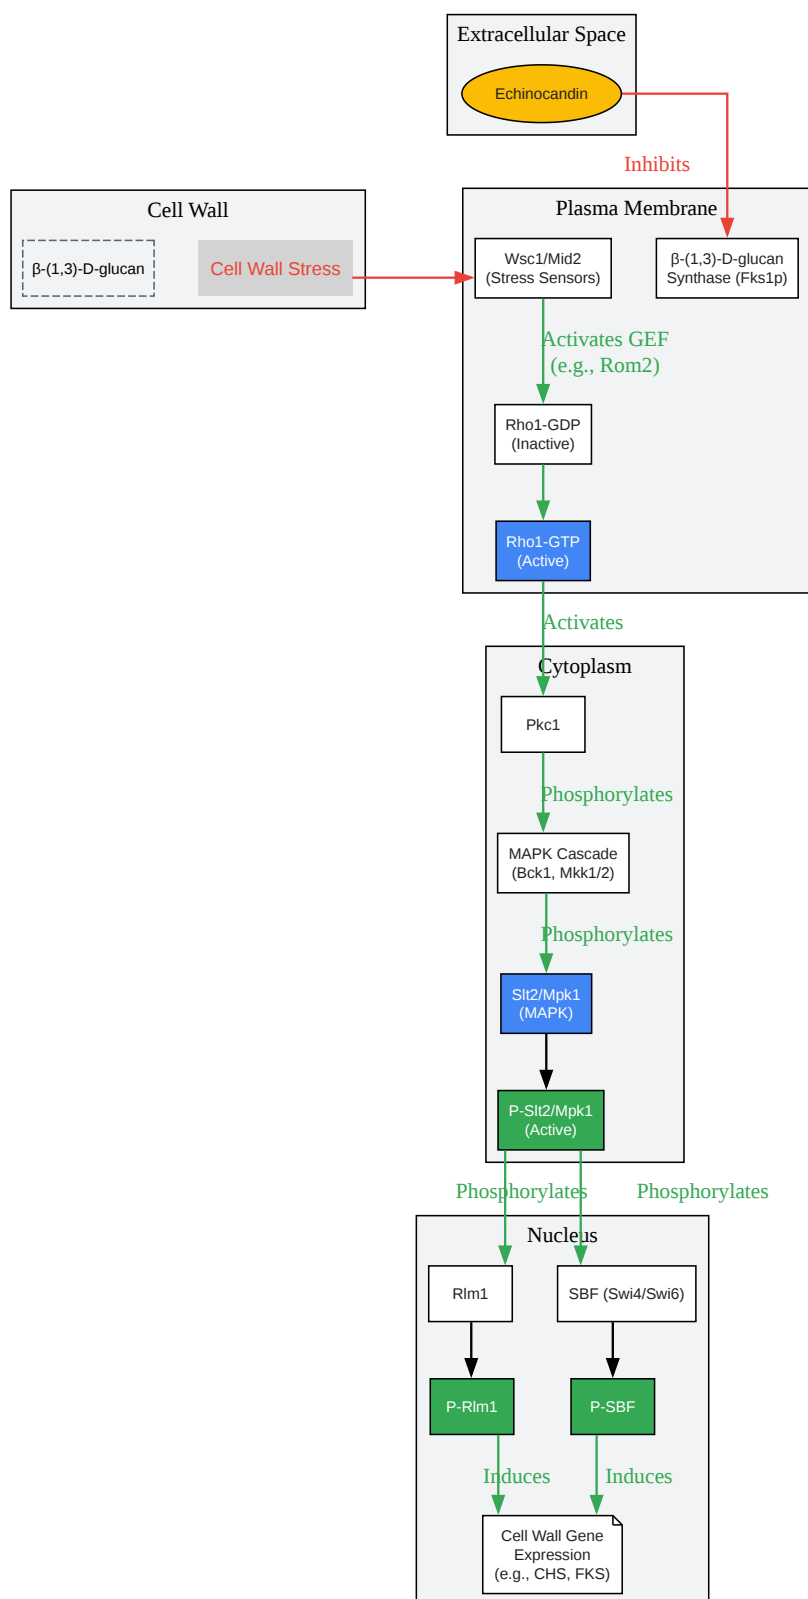 Extracellular Space
Echinocandin
Inhibits
Cell Wall
β-(1,3)-D-glucan
Cell Wall Stress
Plasma Membrane
Wsc1/Mid2
(Stress Sensors)
β-(1,3)-D-glucan
Synthase (Fks1p)
Activates GEF
(e.g., Rom2)
Rho1-GDP
(Inactive)
Rho1-GTP
(Active)
Activates
Cytoplasm
Pkc1
Phosphorylates
MAPK Cascade
(Bck1, Mkk1/2)
Phosphorylates
Slt2/Mpk1
(MAPK)
P-Slt2/Mpk1
(Active)
Phosphorylates
Phosphorylates
Nucleus
Rlm1
SBF (Swi4/Swi6)
P-Rlm1
P-SBF
Induces
Induces
Cell Wall Gene
Expression
(e.g., CHS, FKS)